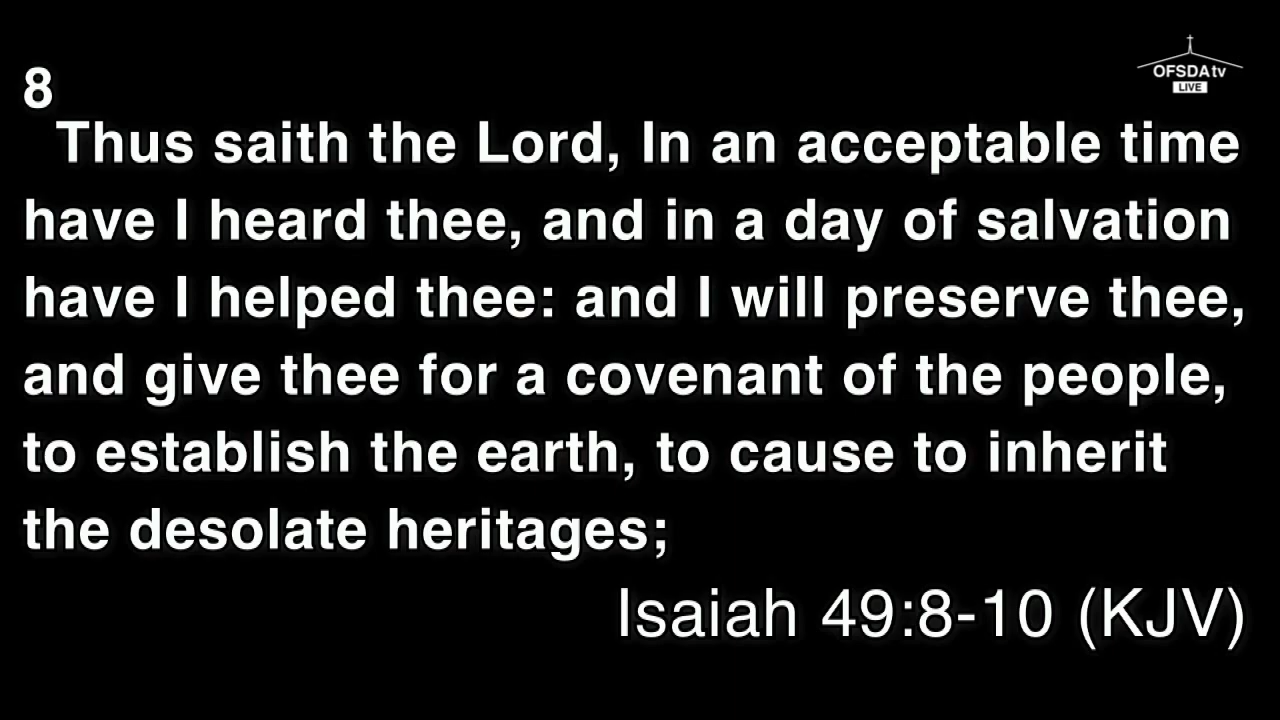 OFSDAtv
LIVE
8
Thus saith the Lord, In an acceptable time
have I heard thee, and in a day of salvation
have I helped thee: and I will preserve thee,
and give thee for a covenant of the people,
to establish the earth, to cause to inherit
the desolate heritages;
Isaiah 49:8-10 (KJV)